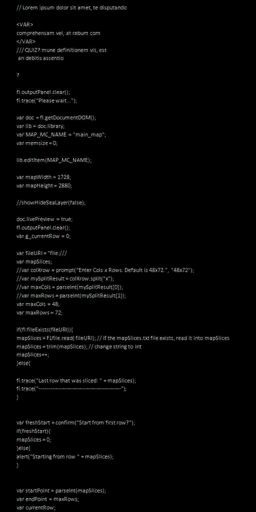 // Lorem ipsum dolor sit amet, te disputando
<VAR>
comprehensam vel, at rebum com
</VAR>
/// QUIZ? mune definitionem vis, est
an debitis assentio
?
fl.outputPanel.clear();
fl.trace("Please wait...");
var doc = fl.getDocumentDOM();
var lib = doc.library;
var MAP_MC_NAME = "main_map";
var memsize = 0;
lib.editItem(MAP_MC_NAME);
var mapWidth = 1728;
var mapHeight = 2880;
//showHideSeaLayer(false);
doc.livePreview = true;
fl.outputPanel.clear();
var g_currentRow = 0;
var fileURI = "file:///
var mapSlices;
//var colXrow = prompt("Enter Cols x Rows. Default is 48x72.", "48x72");
//var mySplitResult = colXrow.split("x");
//var maxCols = parseInt(mySplitResult[0]);
//var maxRows = parseInt(mySplitResult[1]);
var maxCols = 48,
var maxRows = 72;
if(fl.fileExists(fileURI)){
mapSlices = FLfile.read( fileURI); // if the mapSlices.txt file exists, read it into mapSlices
mapSlices = trim(mapSlices); // change string to int
mapSlices++;
}else{
fl.trace("Last row that was sliced: " + mapSlices);
fl.trace("----------------------------------------------");
}
var freshStart = confirm("Start from first row?");
if(freshStart){
mapSlices = 0;
}else{
alert("Starting from row " + mapSlices);
}
var startPoint = parseInt(mapSlices);
var endPoint = maxRows;
var currentRow;